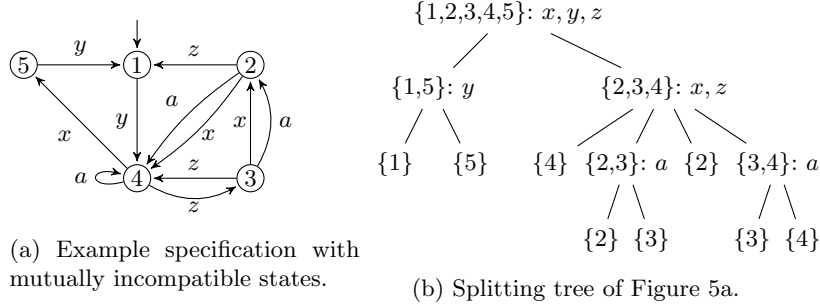 {1,2,3,4,5}: x, y, z
y
z
5
1
2
{1,5}: y
{2,3,4}: x, z
a
y
x
x
a
x
{1}
{5}
{4}
{2,3}: a
{2}
{3,4}: a
z
a
4
3
z
{2}
{3}
{3}
{4}
(a) Example specification with
mutually incompatible states.
(b) Splitting tree of Figure 5a.